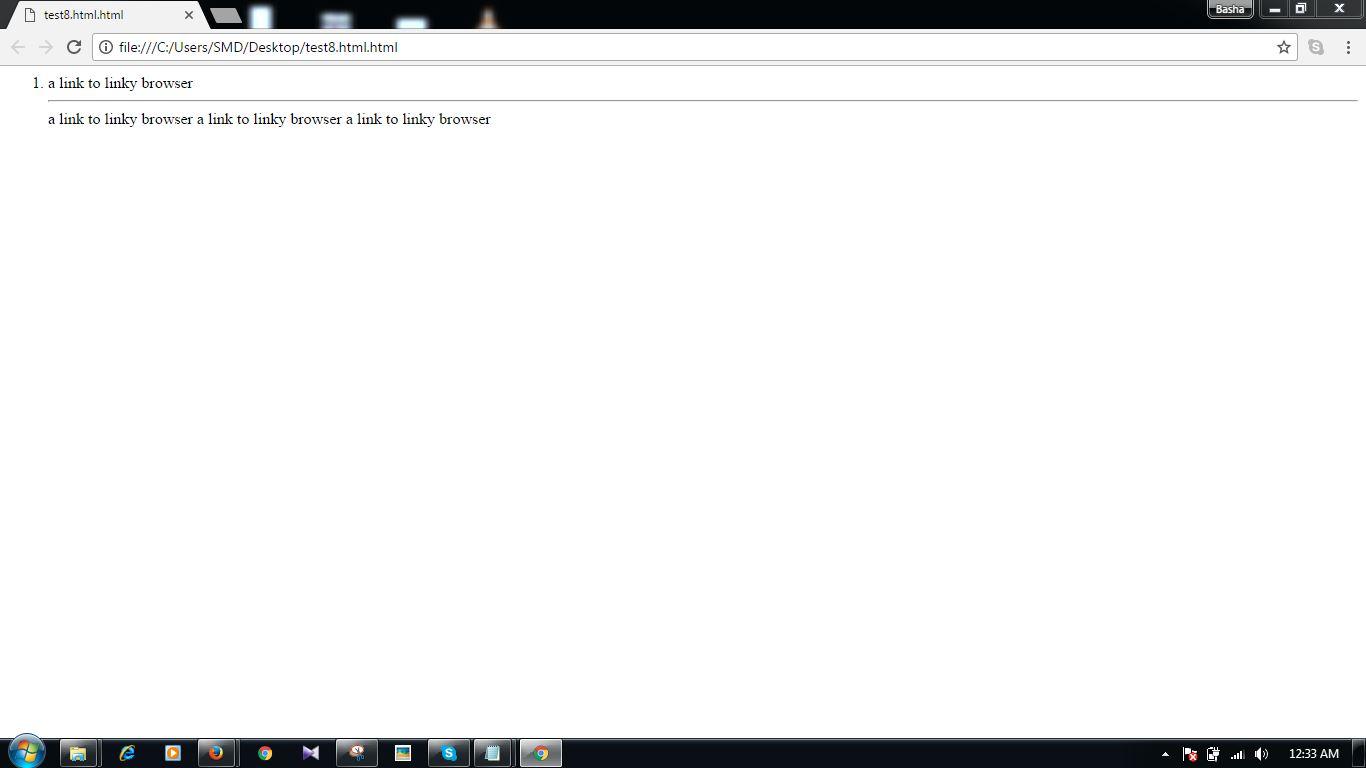 test8.html.html
Basha
file:///C:/Users/SMD/Desktop/test8.html.html
1. a link to linky browser
a link to linky browser a link to linky browser a link to linky browser
12:33 AM